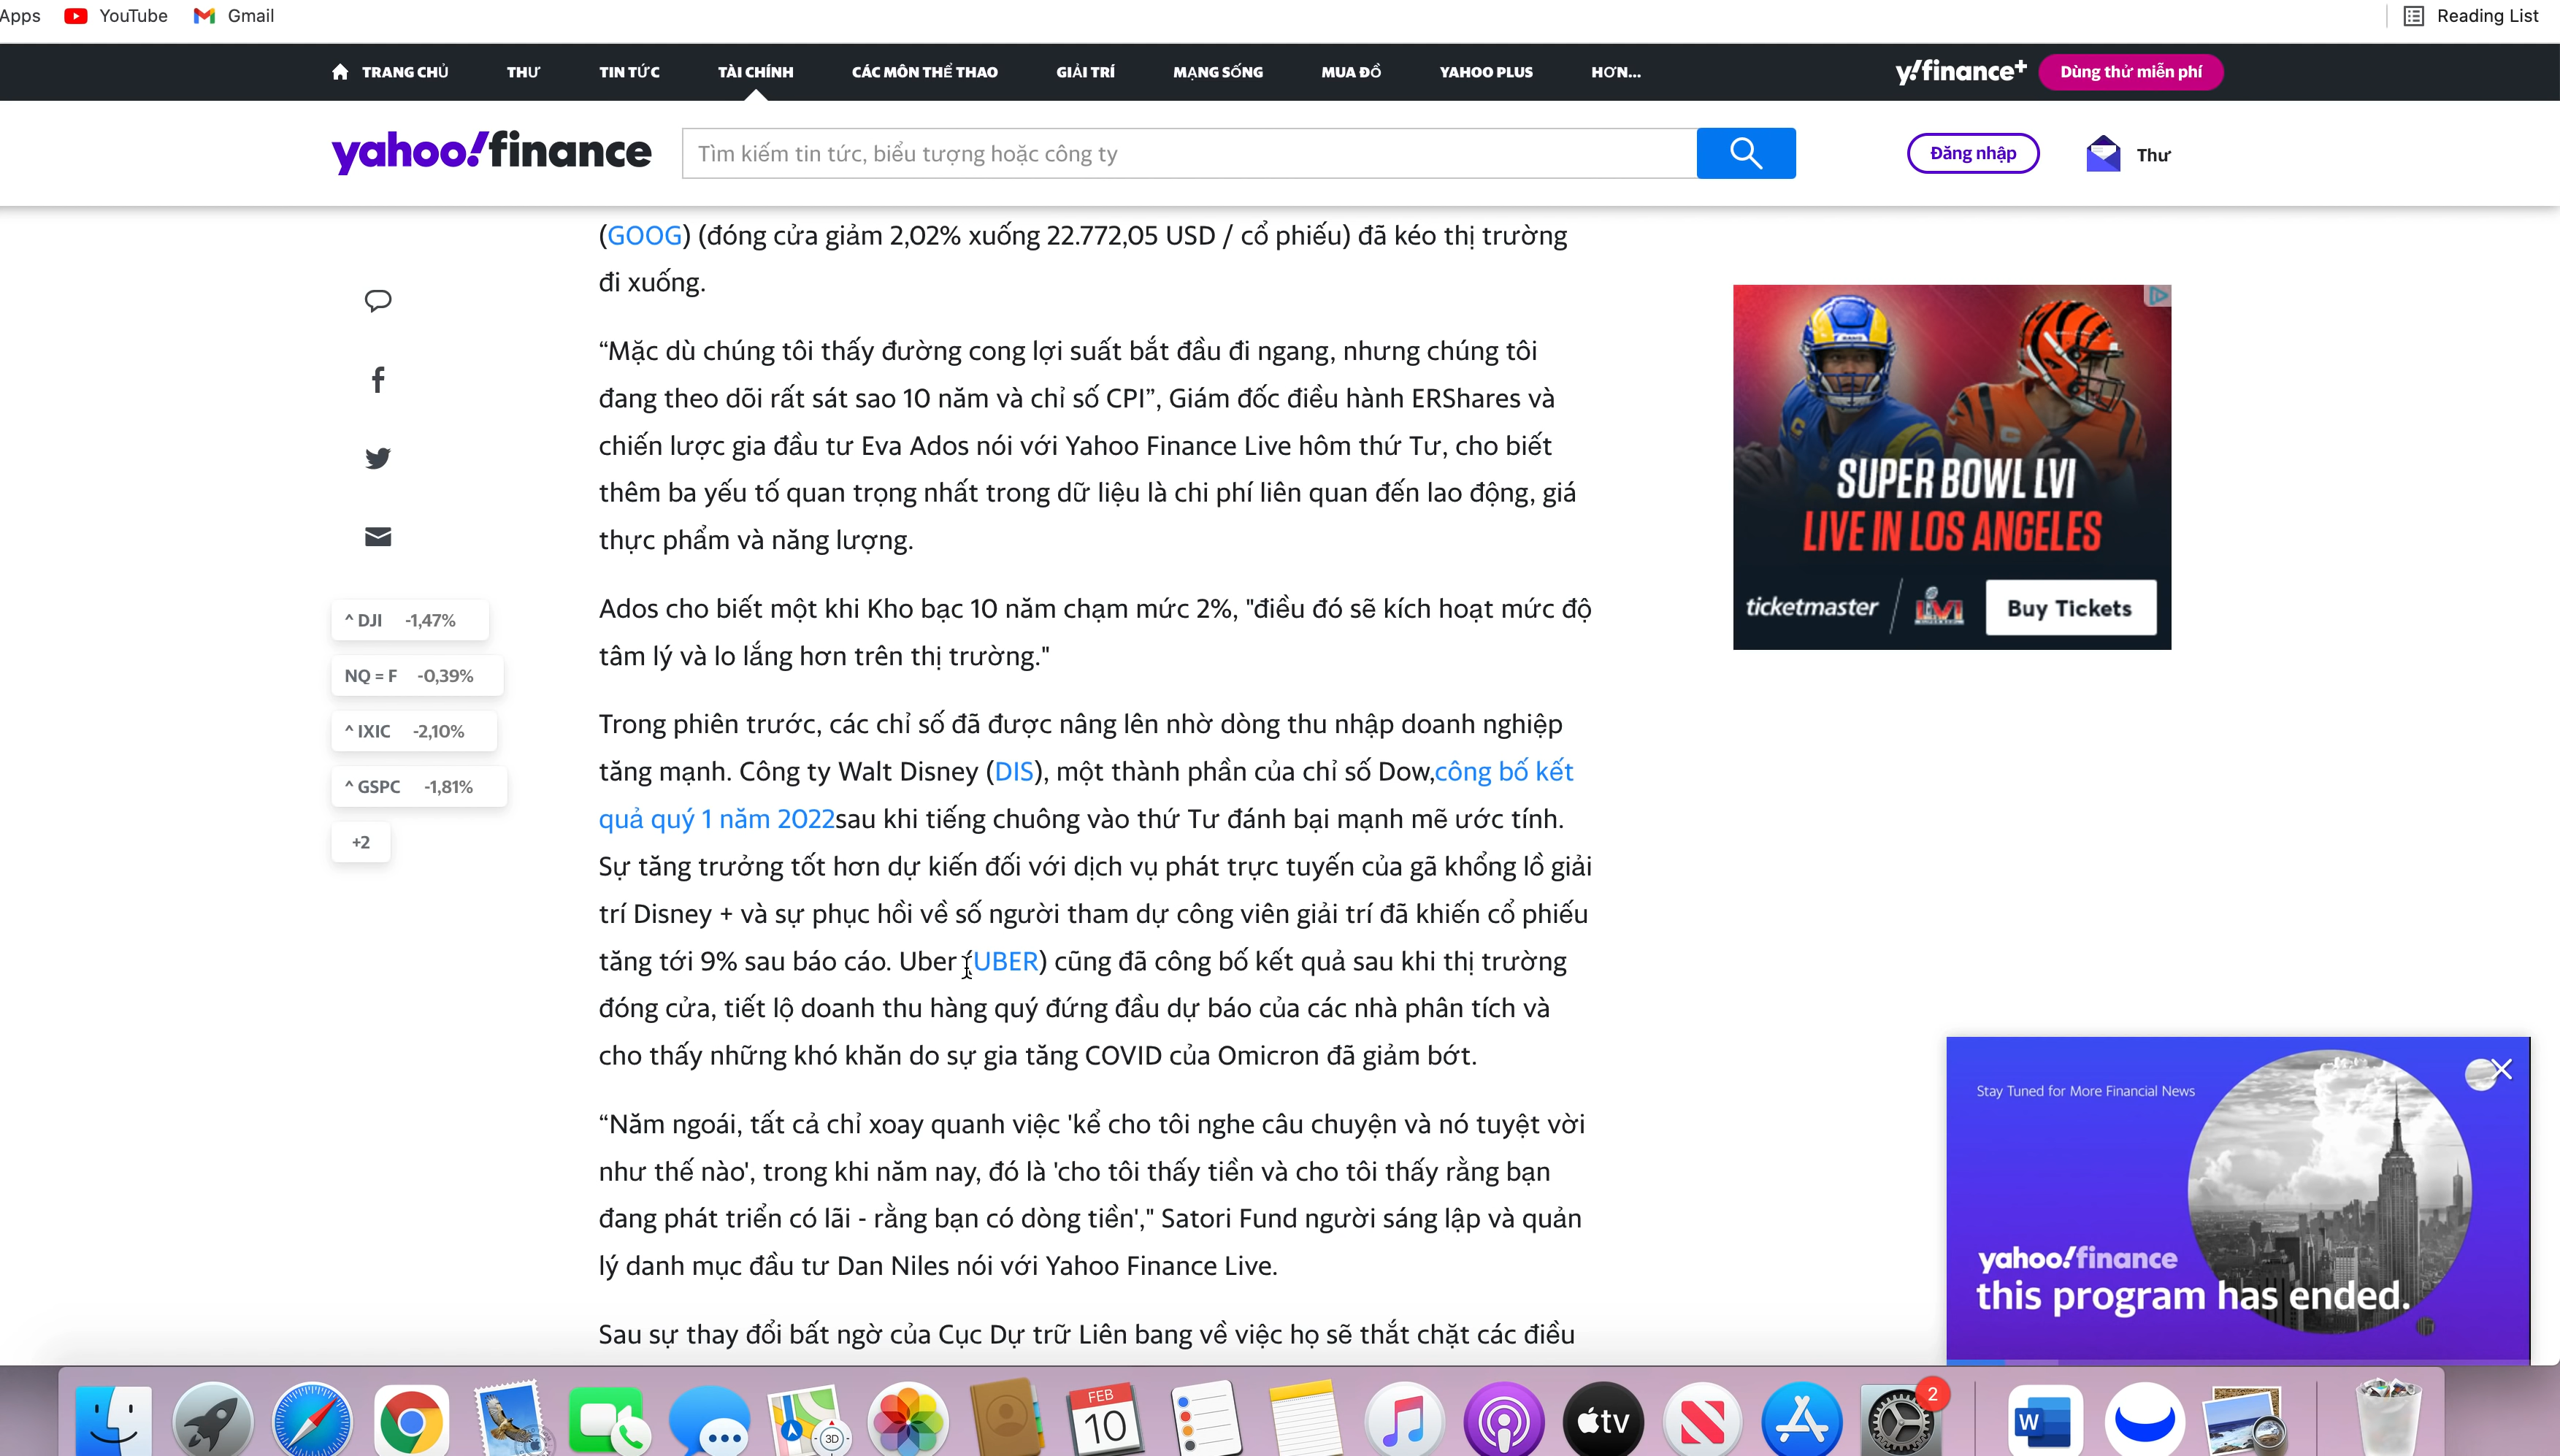 Apps YouTube Gmail Reading List
TRANG CHỦ THƯ TIN TỨC TÀI CHÍNH CÁC MÔN THỂ THAO GIẢI TRÍ MẠNG SỐNG MUA ĐỒ YAHOO PLUS HƠN... y!finance+ Dùng thử miễn phí
yahoo!finance Tìm kiếm tin tức, biểu tượng hoặc công ty Đăng nhập Thư
(GOOG) (đóng cửa giảm 2,02% xuống 22.772,05 USD / cổ phiếu) đã kéo thị trường
đi xuống.
“Mặc dù chúng tôi thấy đường cong lợi suất bắt đầu đi ngang, nhưng chúng tôi
đang theo dõi rất sát sao 10 năm và chỉ số CPI”, Giám đốc điều hành ERShares và
chiến lược gia đầu tư Eva Ados nói với Yahoo Finance Live hôm thứ Tư, cho biết
thêm ba yếu tố quan trọng nhất trong dữ liệu là chi phí liên quan đến lao động, giá
thực phẩm và năng lượng.
Ados cho biết một khi Kho bạc 10 năm chạm mức 2%, "điều đó sẽ kích hoạt mức độ
tâm lý và lo lắng hơn trên thị trường."
Trong phiên trước, các chỉ số đã được nâng lên nhờ dòng thu nhập doanh nghiệp
tăng mạnh. Công ty Walt Disney (DIS), một thành phần của chỉ số Dow,công bố kết
quả quý 1 năm 2022sau khi tiếng chuông vào thứ Tư đánh bại mạnh mẽ ước tính.
Sự tăng trưởng tốt hơn dự kiến đối với dịch vụ phát trực tuyến của gã khổng lồ giải
trí Disney + và sự phục hồi về số người tham dự công viên giải trí đã khiến cổ phiếu
tăng tới 9% sau báo cáo. Uber (UBER) cũng đã công bố kết quả sau khi thị trường
đóng cửa, tiết lộ doanh thu hàng quý đứng đầu dự báo của các nhà phân tích và
cho thấy những khó khăn do sự gia tăng COVID của Omicron đã giảm bớt.
“Năm ngoái, tất cả chỉ xoay quanh việc 'kể cho tôi nghe câu chuyện và nó tuyệt vời
như thế nào', trong khi năm nay, đó là 'cho tôi thấy tiền và cho tôi thấy rằng bạn
đang phát triển có lãi - rằng bạn có dòng tiền'," Satori Fund người sáng lập và quản
lý danh mục đầu tư Dan Niles nói với Yahoo Finance Live.
Sau sự thay đổi bất ngờ của Cục Dự trữ Liên bang về việc họ sẽ thắt chặt các điều
^ DJI -1,47%
NQ = F -0,39%
^ IXIC -2,10%
^ GSPC -1,81%
+2
SUPER BOWL LVI
LIVE IN LOS ANGELES
ticketmaster LVI Buy Tickets
Stay Tuned for More Financial News
yahoo!finance
this program has ended.
3D
FEB
10
tv
2
W